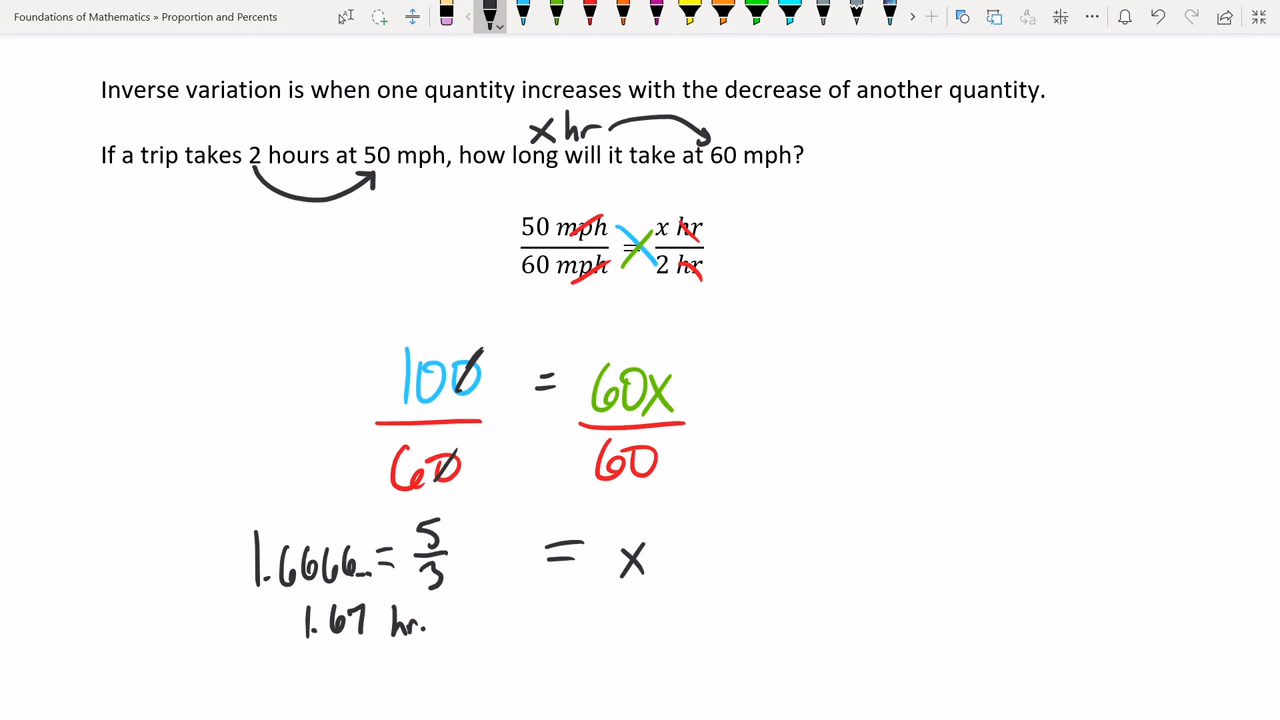 Foundations of Mathematics » Proportion and Percents
Inverse variation is when one quantity increases with the decrease of another quantity.
x hr
If a trip takes 2 hours at 50 mph, how long will it take at 60 mph?
50 mph / 60 mph = x hr / 2 hr
100 / 60 = 60x / 60
1.6666... = 5/3 = x
1.67 hr.